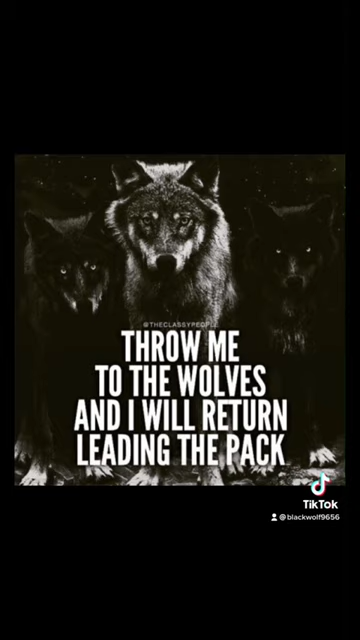 @THECLASSYPEOPLE
THROW ME
TO THE WOLVES
AND I WILL RETURN
LEADING THE PACK
TikTok
@blackwolf9656